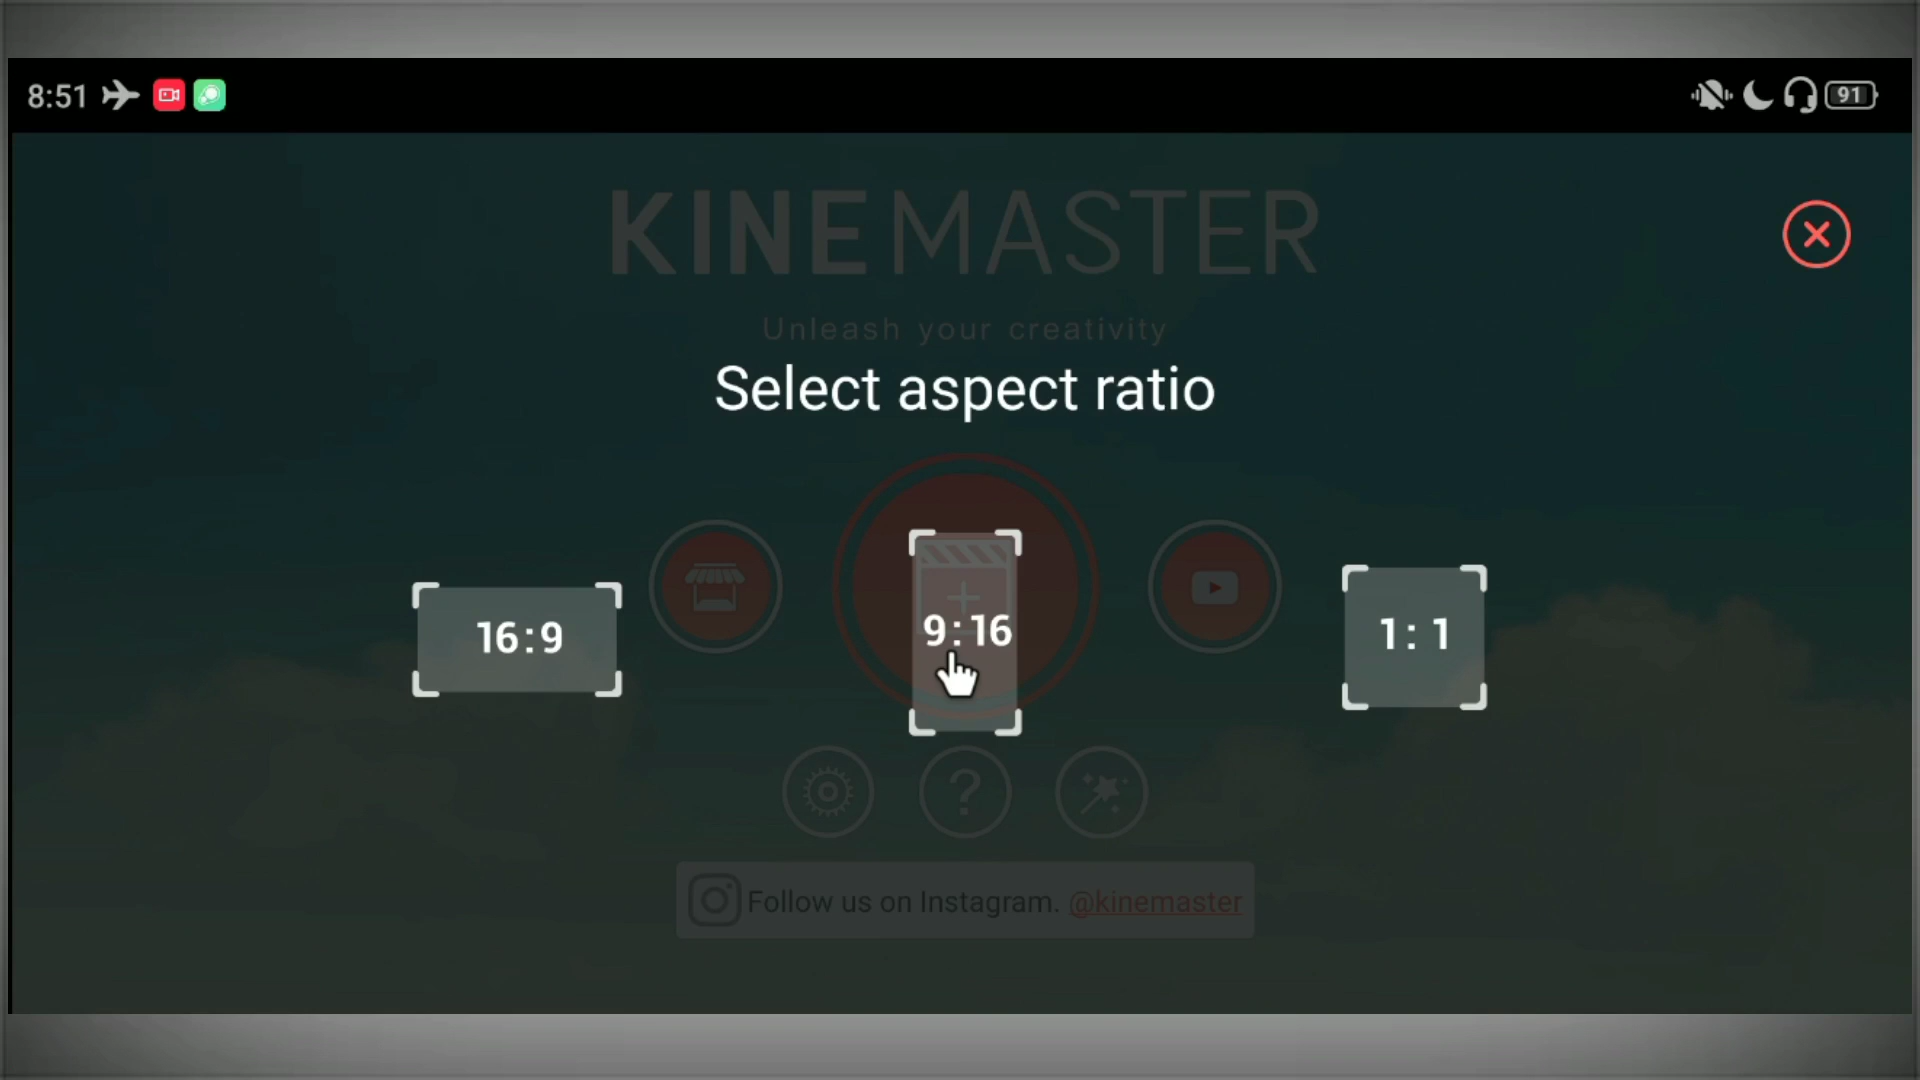 8:51
91
KINEMASTER
Unleash your creativity
Select aspect ratio
16:9
9:16
1:1
?
Follow us on Instagram. @kinemaster